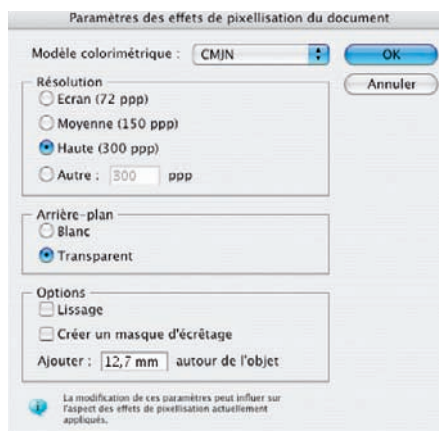 Paramètres des effets de pixellisation du document
Modèle colorimétrique : CMJN
OK
Annuler
Résolution
Ecran (72 ppp)
Moyenne (150 ppp)
Haute (300 ppp)
Autre : 300 ppp
Arrière-plan
Blanc
Transparent
Options
Lissage
Créer un masque d'écrêtage
Ajouter : 12,7 mm autour de l'objet
La modification de ces paramètres peut influer sur
l'aspect des effets de pixellisation actuellement
appliqués.